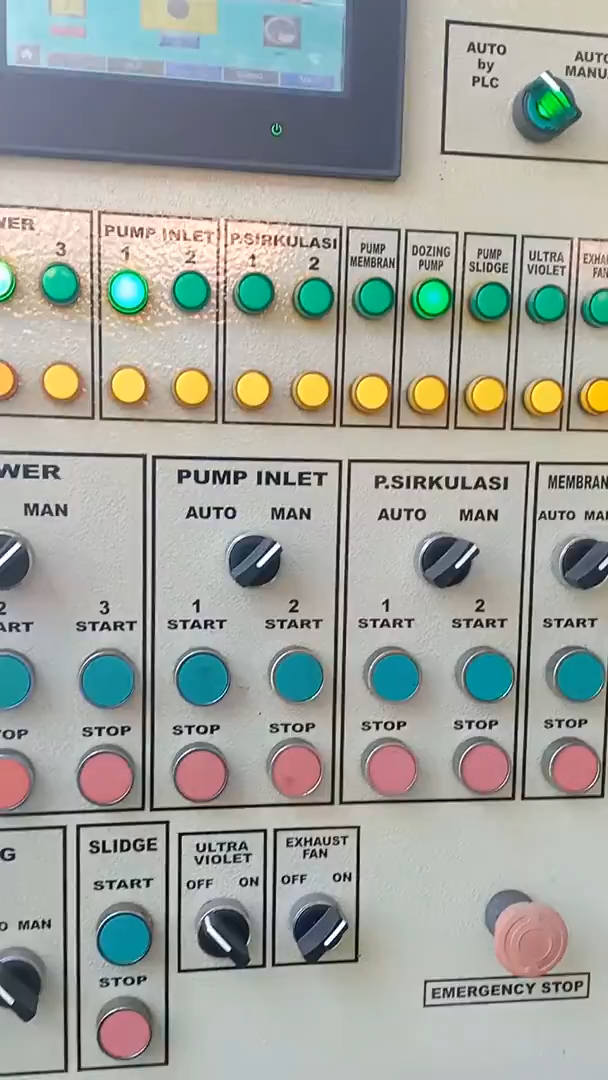 AUTO
by
PLC
PUMP INLET
P.SIRKULASI
PUMP
MEMBRAN
DOZING
PUMP
PUMP
SLIDGE
ULTRA
VIOLET
3
1
2
1
2
PUMP INLET
P.SIRKULASI
MEMBRAN
MAN
AUTO
MAN
AUTO
MAN
AUTO
2
3
1
2
1
2
START
START
START
START
START
START
STOP
STOP
STOP
STOP
STOP
STOP
SLIDGE
START
STOP
MAN
ULTRA
VIOLET
OFF
ON
EXHAUST
FAN
OFF
ON
EMERGENCY STOP